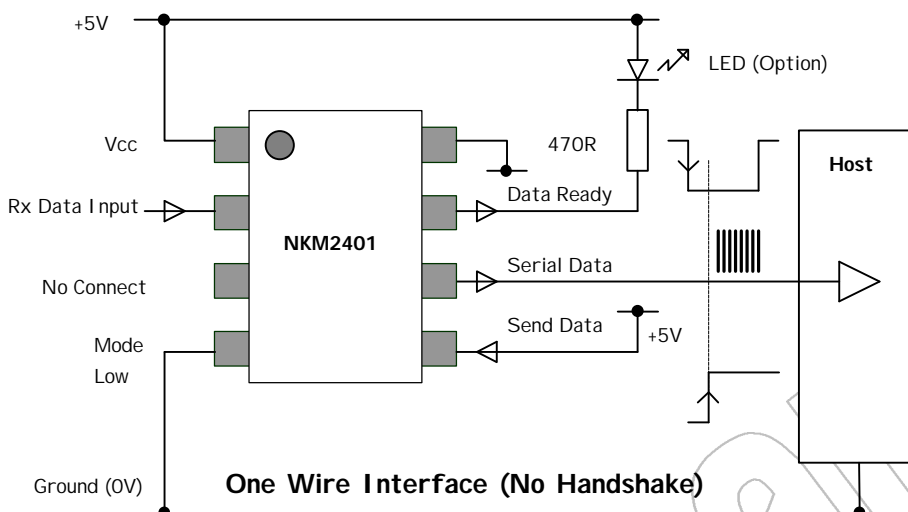 +5V
LED (Option)
Vcc
470R
Host
Rx Data Input
Data Ready
NKM2401
No Connect
Serial Data
Send Data
+5V
Mode
Low
Ground (0V)
One Wire Interface (No Handshake)